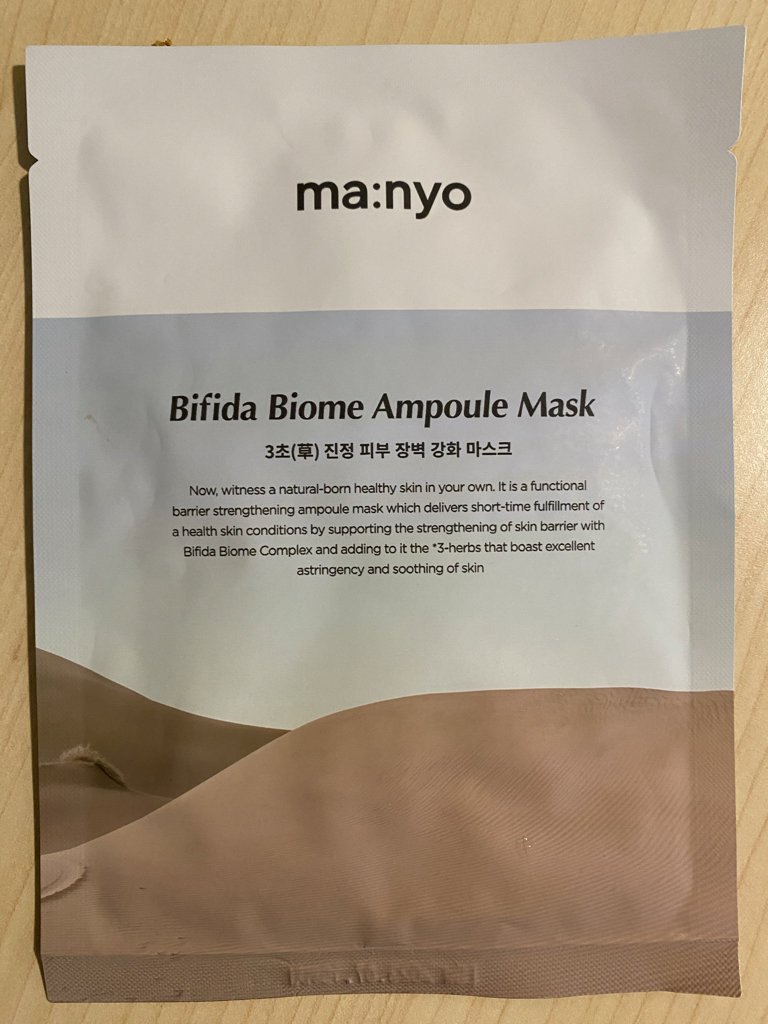 ma:nyo
Bifida Biome Ampoule Mask
3초(草) 진정 피부 장벽 강화 마스크
Now, witness a natural-born healthy skin in your own. It is a functional
barrier strengthening ampoule mask which delivers short-time fulfillment of
a health skin conditions by supporting the strengthening of skin barrier with
Bifida Biome Complex and adding to it the *3-herbs that boast excellent
astringency and soothing of skin